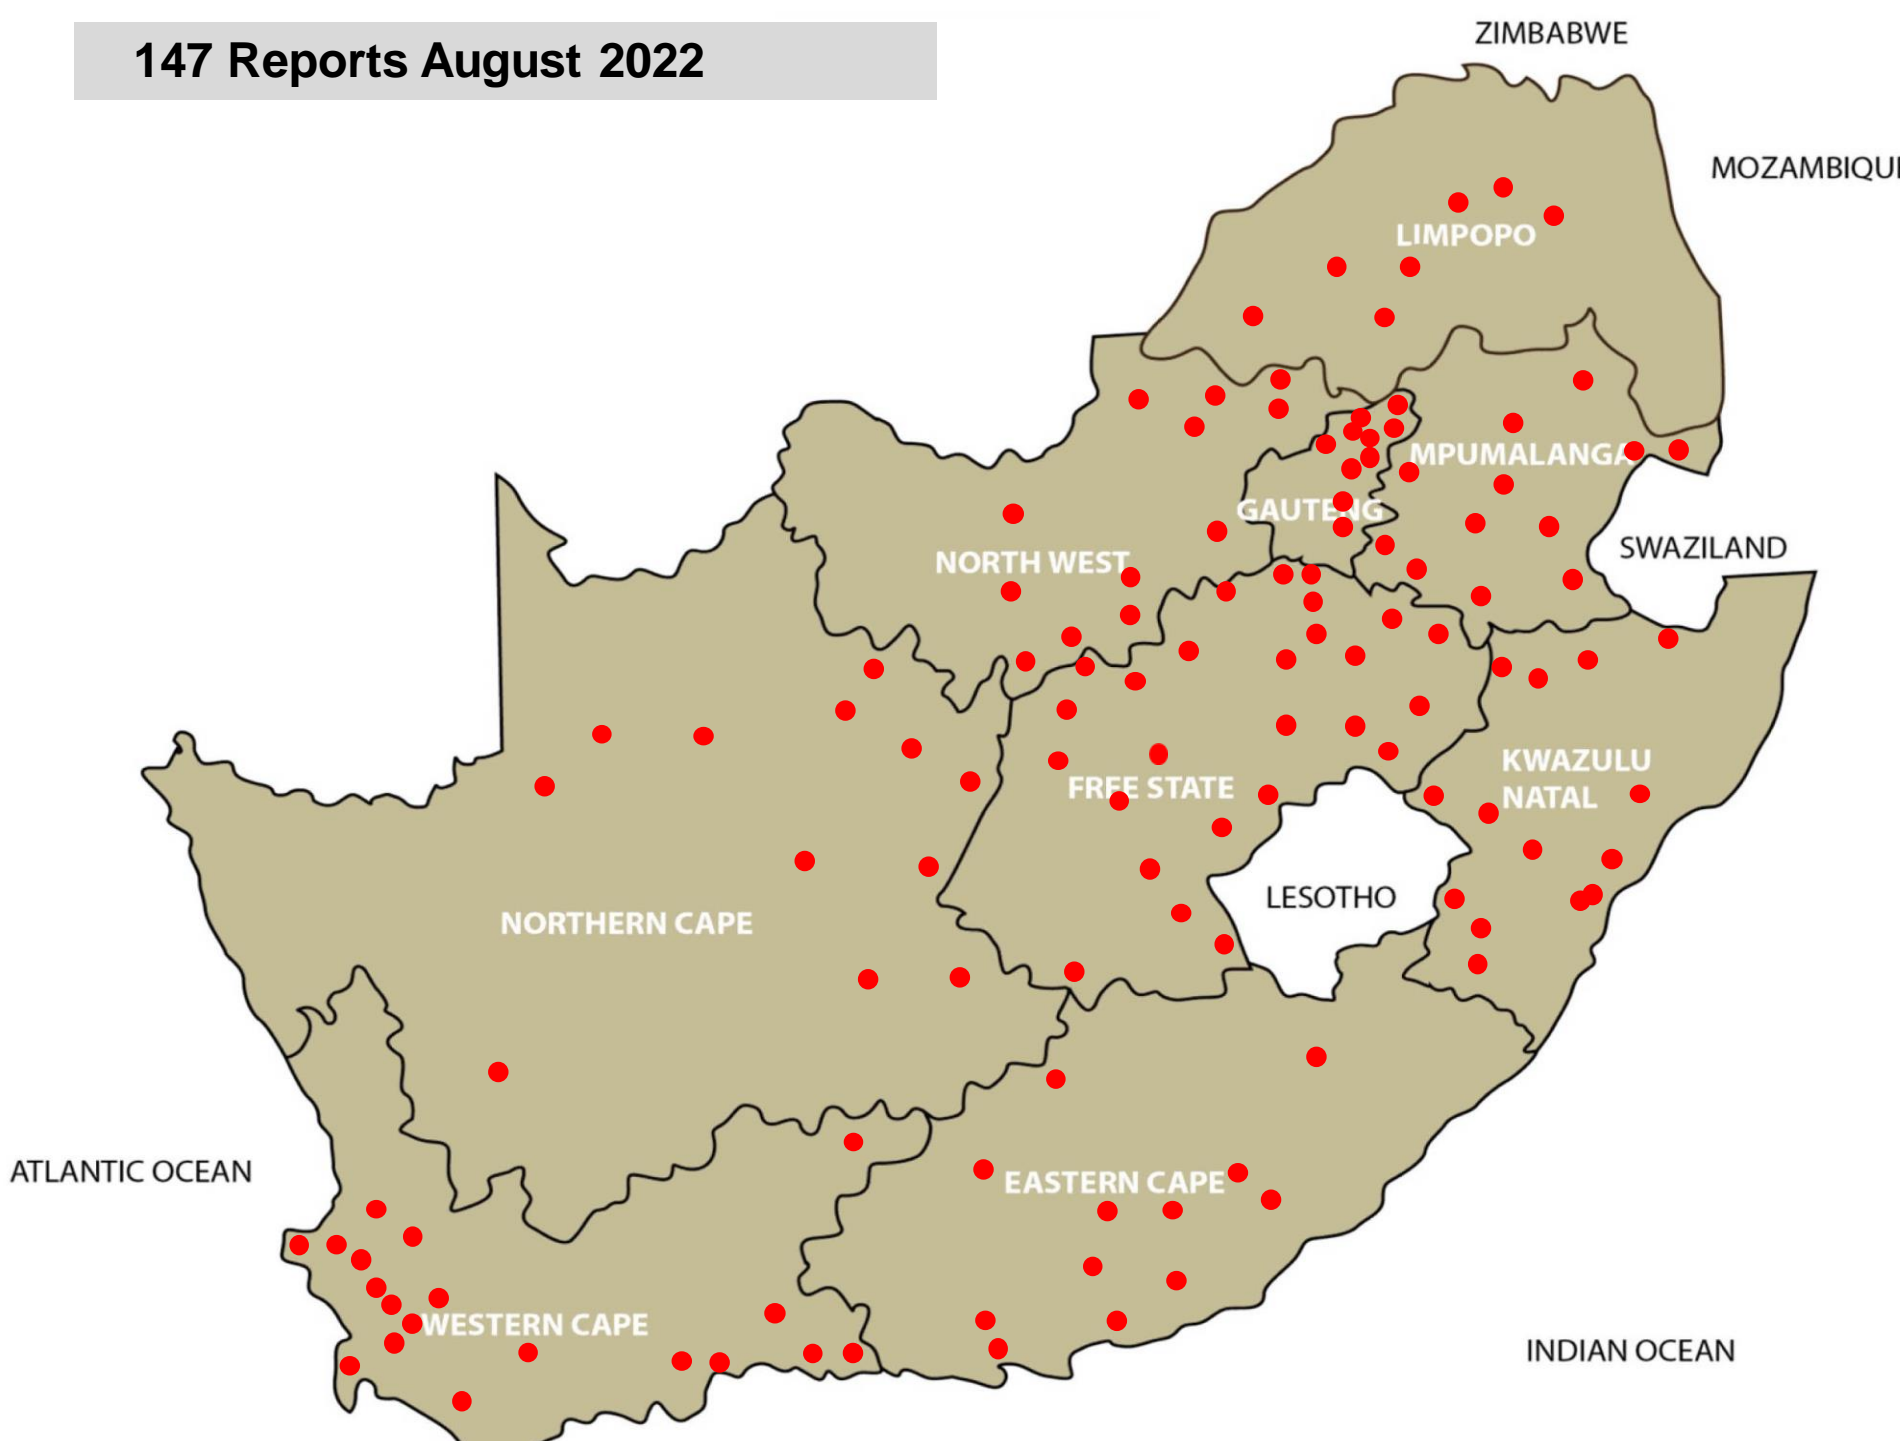 147 Reports August 2022
ZIMBABWE
MOZAMBIQUE
LIMPOPO
MPUMALANGA
GAUTENG
SWAZILAND
NORTH WEST
KWAZULU
NATAL
FREE STATE
LESOTHO
NORTHERN CAPE
ATLANTIC OCEAN
EASTERN CAPE
WESTERN CAPE
INDIAN OCEAN